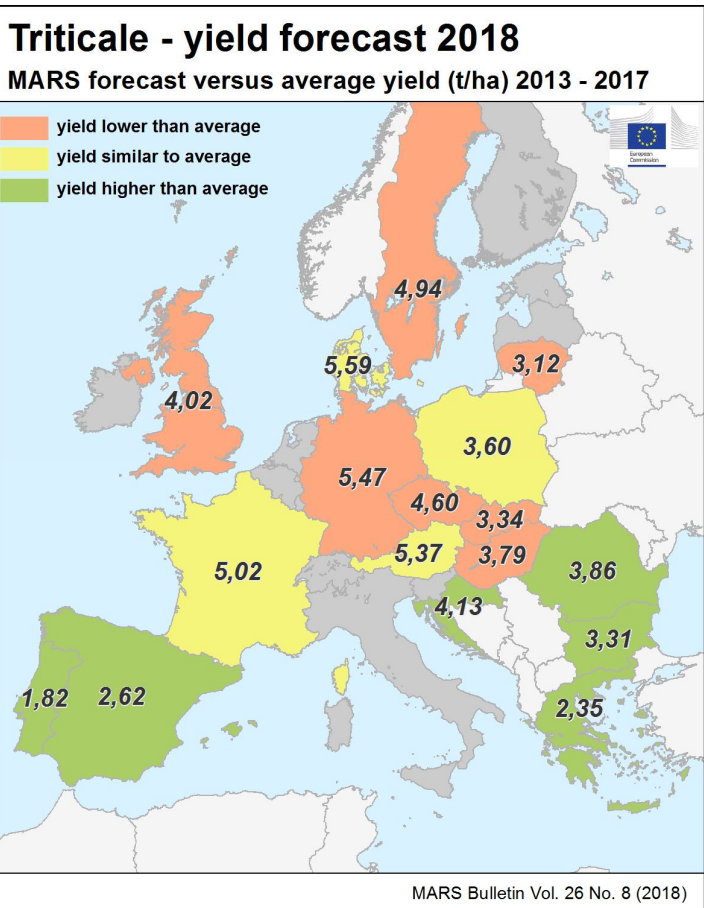 Triticale - yield forecast 2018
MARS forecast versus average yield (t/ha) 2013 - 2017
yield lower than average
yield similar to average
yield higher than average
European
Commission
4,94
5,59
3,12
4,02
3,60
5,47
4,60
3,34
5,37
3,79
5,02
3,86
4,13
3,31
1,82
2,62
2,35
MARS Bulletin Vol. 26 No. 8 (2018)